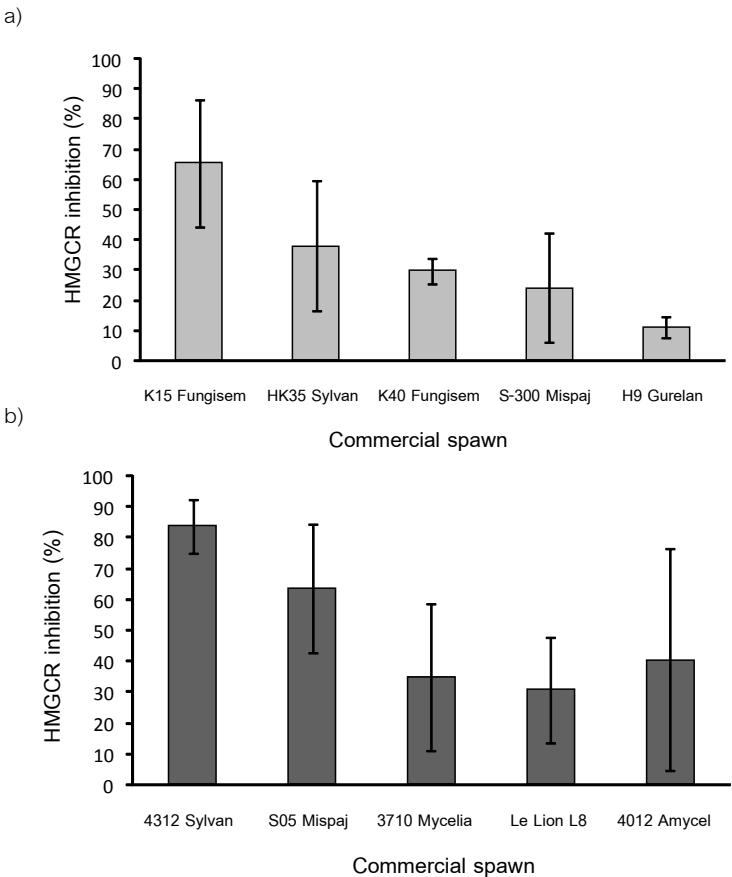 a)
100
90
80
70
60
50
40
30
20
10
0
HMGCR inhibition (%)
K15 Fungisem HK35 Sylvan K40 Fungisem S-300 Mispaj H9 Gurelan
Commercial spawn
b)
100
90
80
70
60
50
40
30
20
10
0
HMGCR inhibition (%)
4312 Sylvan S05 Mispaj 3710 Mycelia Le Lion L8 4012 Amycel
Commercial spawn